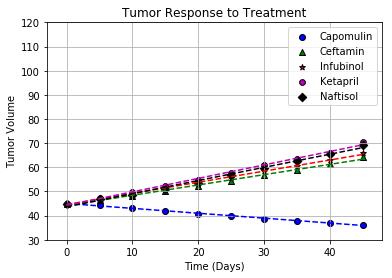 Tumor Response to Treatment
120
110
100
90
80
70
60
50
40
30
Tumor Volume
Capomulin
Ceftamin
Infubinol
Ketapril
Naftisol
0 10 20 30 40
Time (Days)